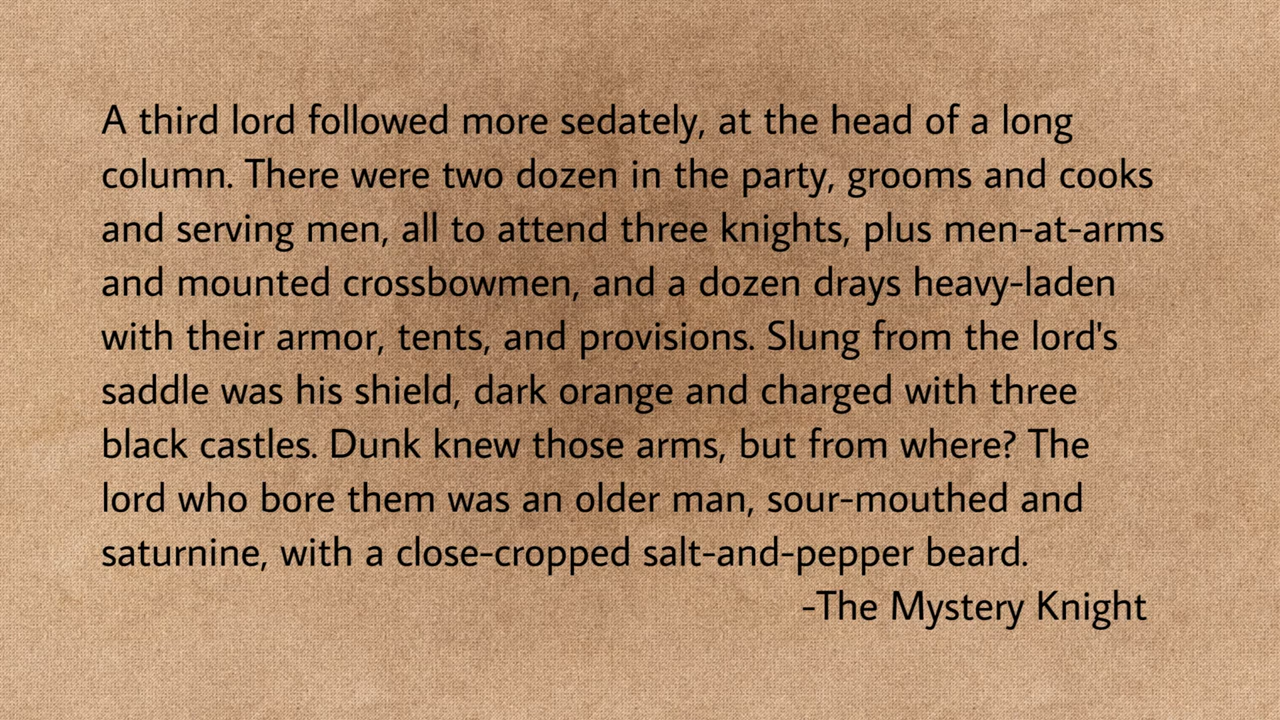 A third lord followed more sedately, at the head of a long
column. There were two dozen in the party, grooms and cooks
and serving men, all to attend three knights, plus men-at-arms
and mounted crossbowmen, and a dozen drays heavy-laden
with their armor, tents, and provisions. Slung from the lord's
saddle was his shield, dark orange and charged with three
black castles. Dunk knew those arms, but from where? The
lord who bore them was an older man, sour-mouthed and
saturnine, with a close-cropped salt-and-pepper beard.
-The Mystery Knight